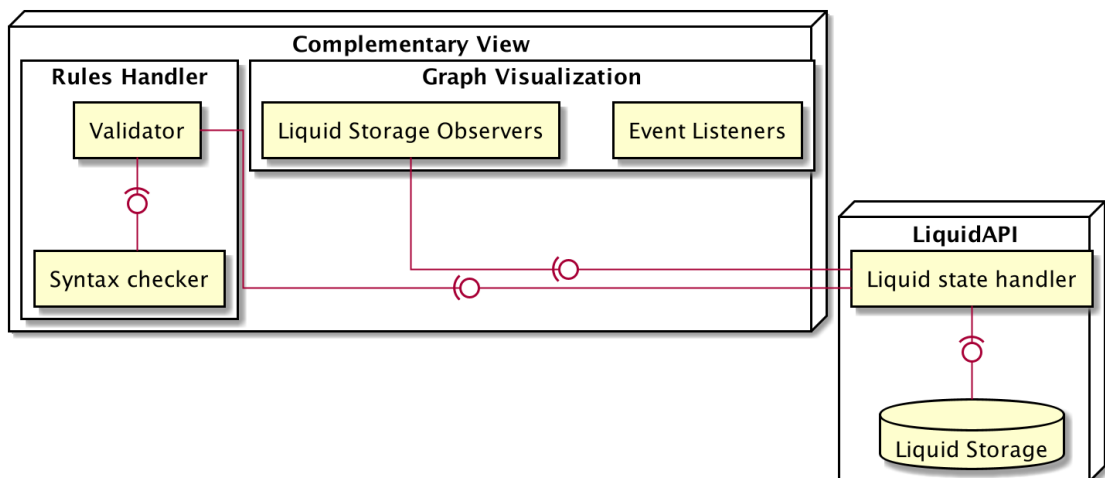 Complementary View
Rules Handler
Graph Visualization
Validator
Liquid Storage Observers
Event Listeners
Syntax checker
LiquidAPI
Liquid state handler
Liquid Storage